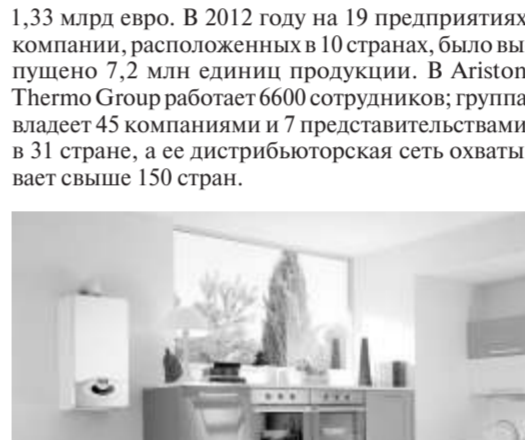 1,33 млрд евро. В 2012 году на 19 предприятиях
компании, расположенных в 10 странах, было вы
пущено 7,2 млн единиц продукции. В Ariston
Thermo Group работает 6600 сотрудников; группа
владеет 45 компаниями и 7 представительствами
в 31 стране, а ее дистрибьюторская сеть охваты
вает свыше 150 стран.